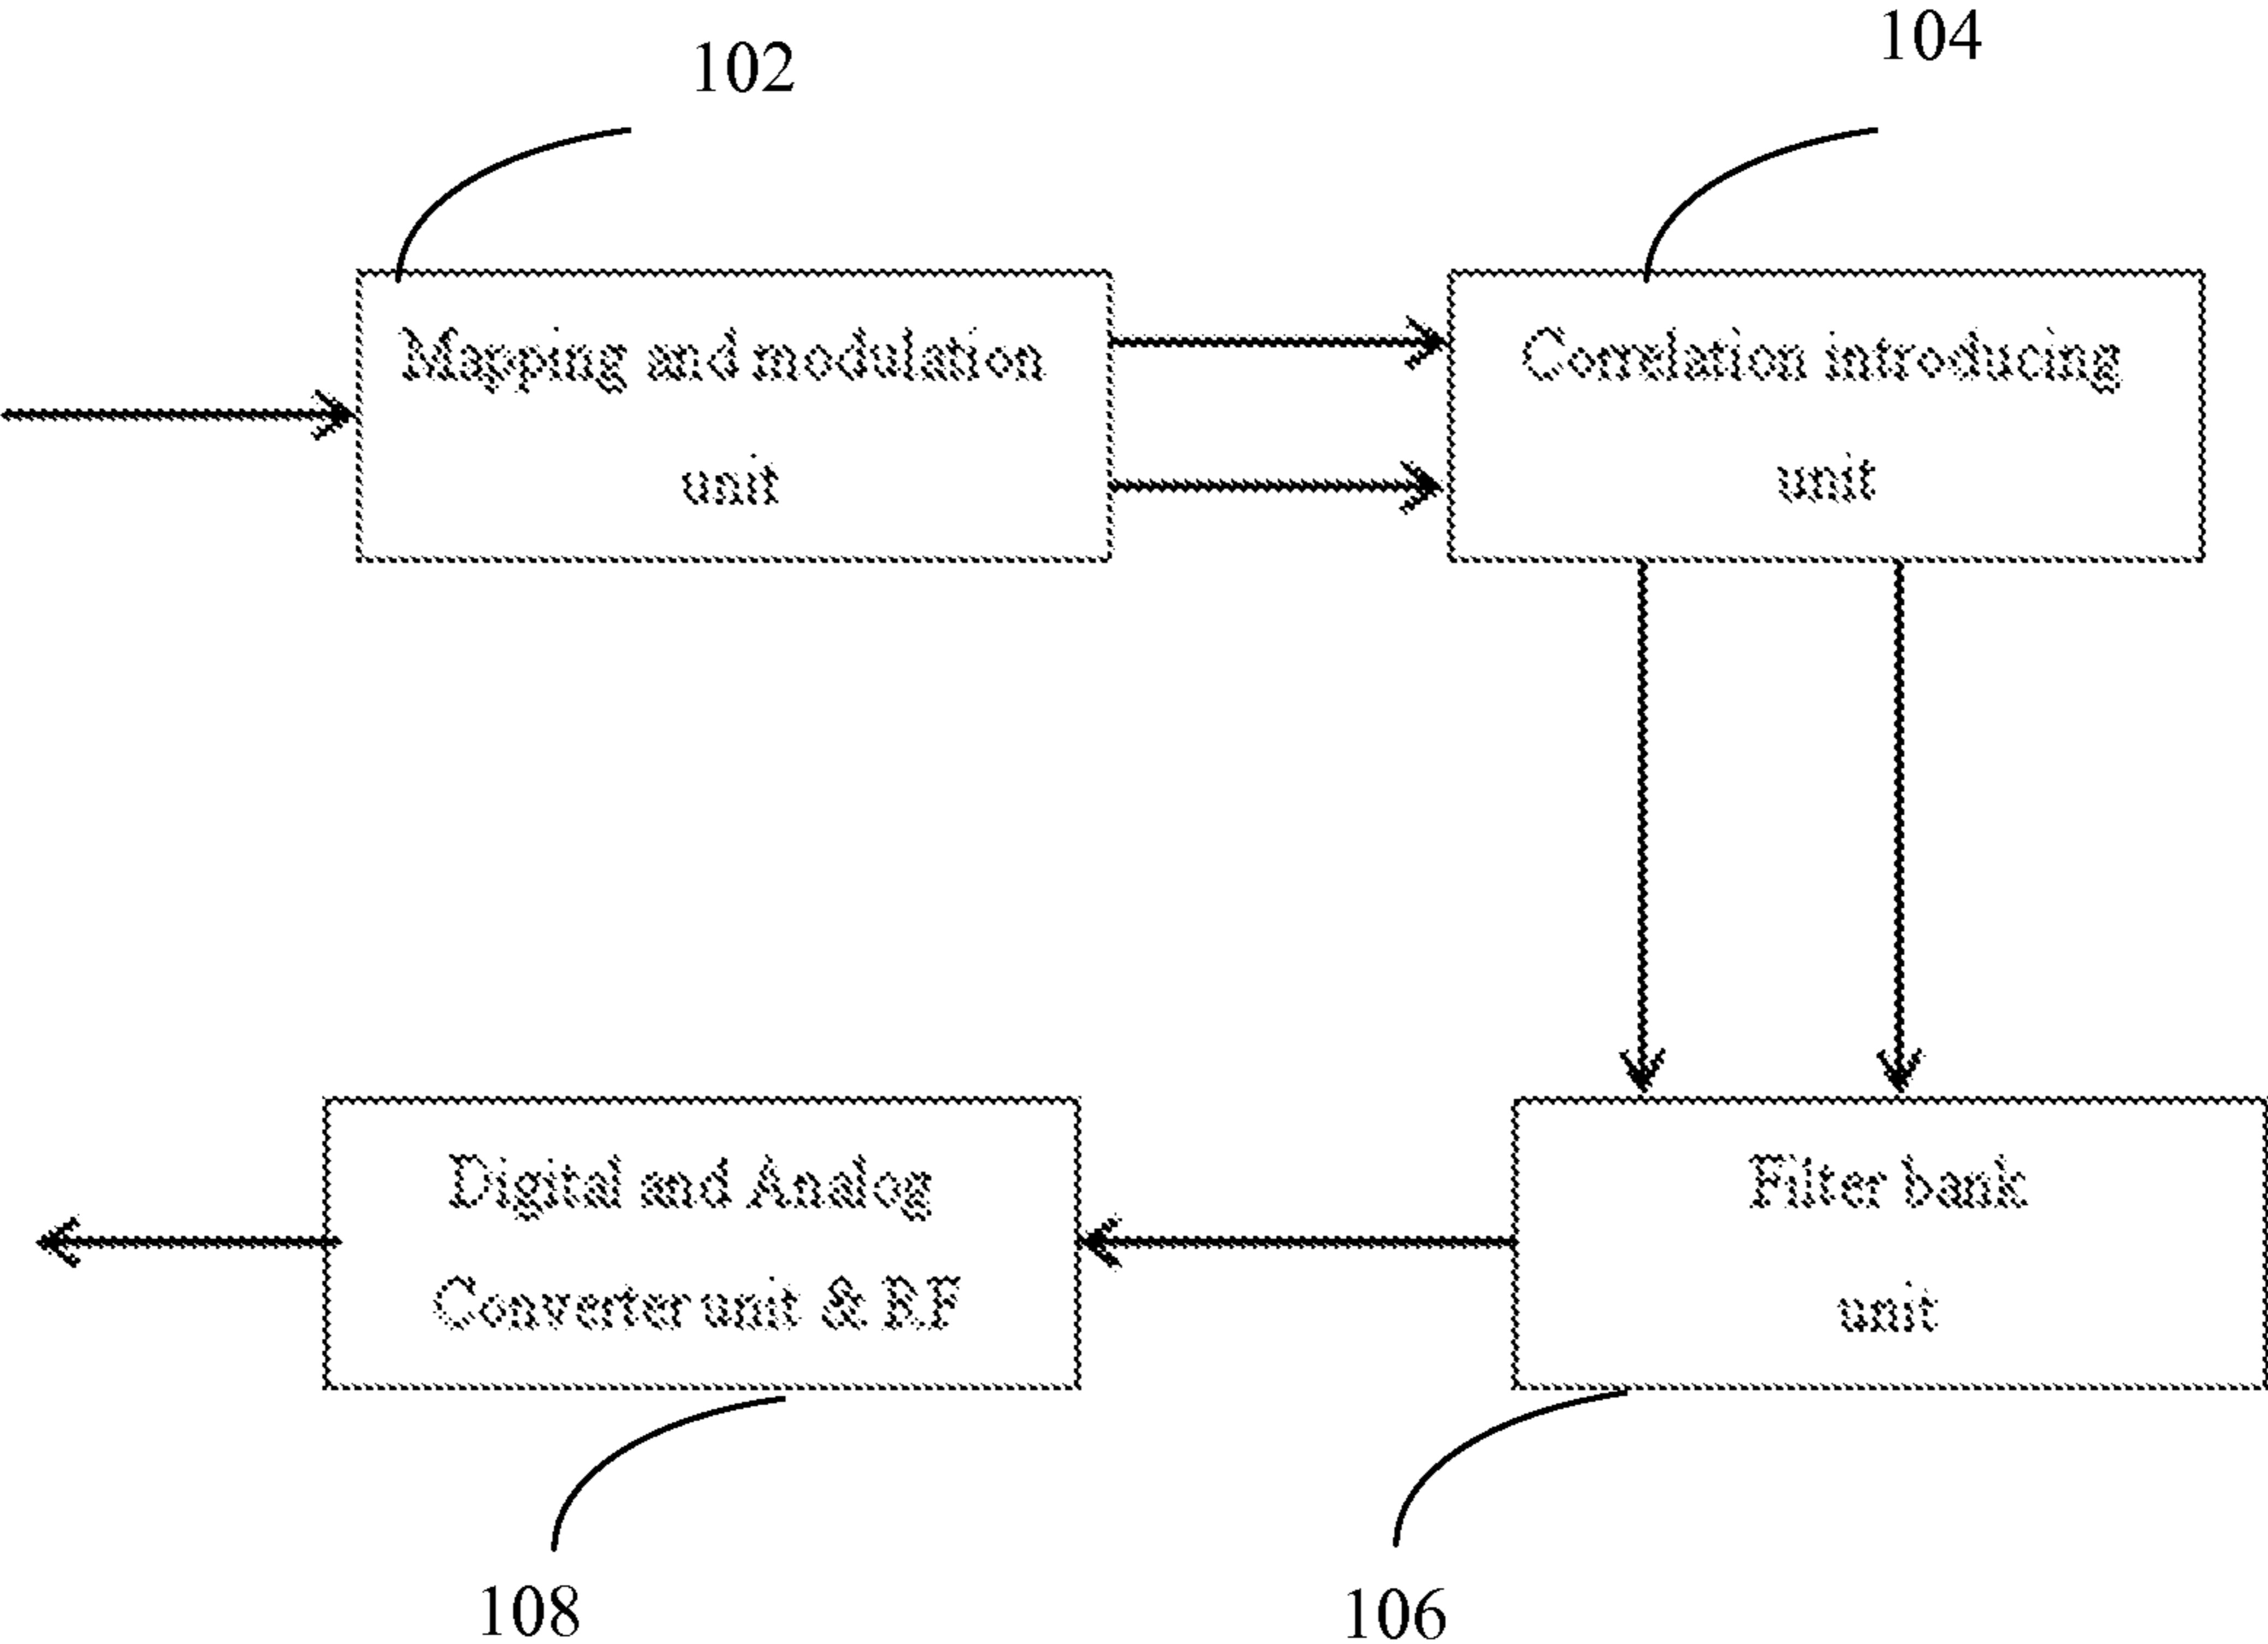 102
104
Mapping and modulation
unit
Correlation introducing
unit
Digital and Analog
Converter unit & RF
Filter bank
unit
108
106